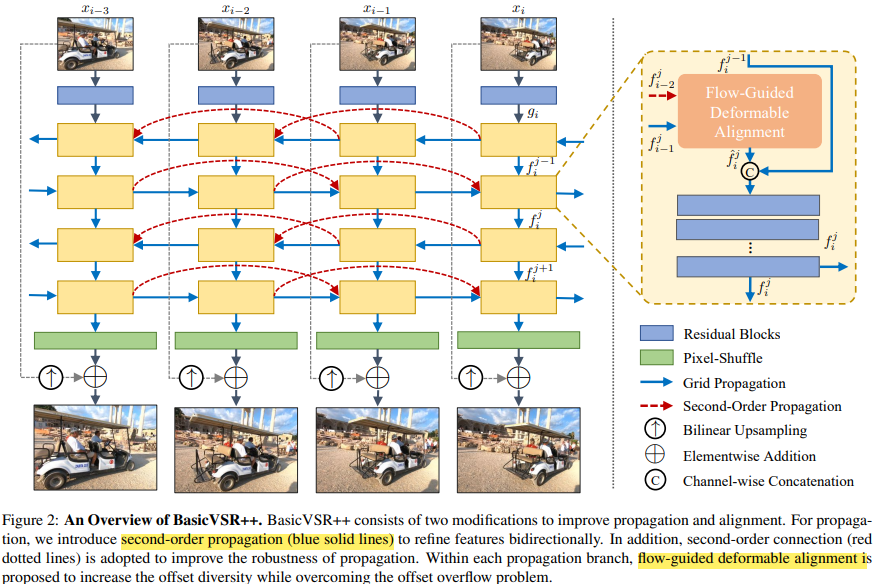 x_{i-3}
x_{i-2}
x_{i-1}
x_i
g_i
f_i^{j-1}
f_i^j
f_i^{j+1}
f_i^{j-1}
f_{i-2}^j
Flow-Guided
Deformable
Alignment
f_{i-1}^j
\hat{f}_i^j
C
f_i^j
f_i^j
Residual Blocks
Pixel-Shuffle
Grid Propagation
Second-Order Propagation
Bilinear Upsampling
Elementwise Addition
C Channel-wise Concatenation
Figure 2: An Overview of BasicVSR++. BasicVSR++ consists of two modifications to improve propagation and alignment. For propaga-
tion, we introduce second-order propagation (blue solid lines) to refine features bidirectionally. In addition, second-order connection (red
dotted lines) is adopted to improve the robustness of propagation. Within each propagation branch, flow-guided deformable alignment is
proposed to increase the offset diversity while overcoming the offset overflow problem.